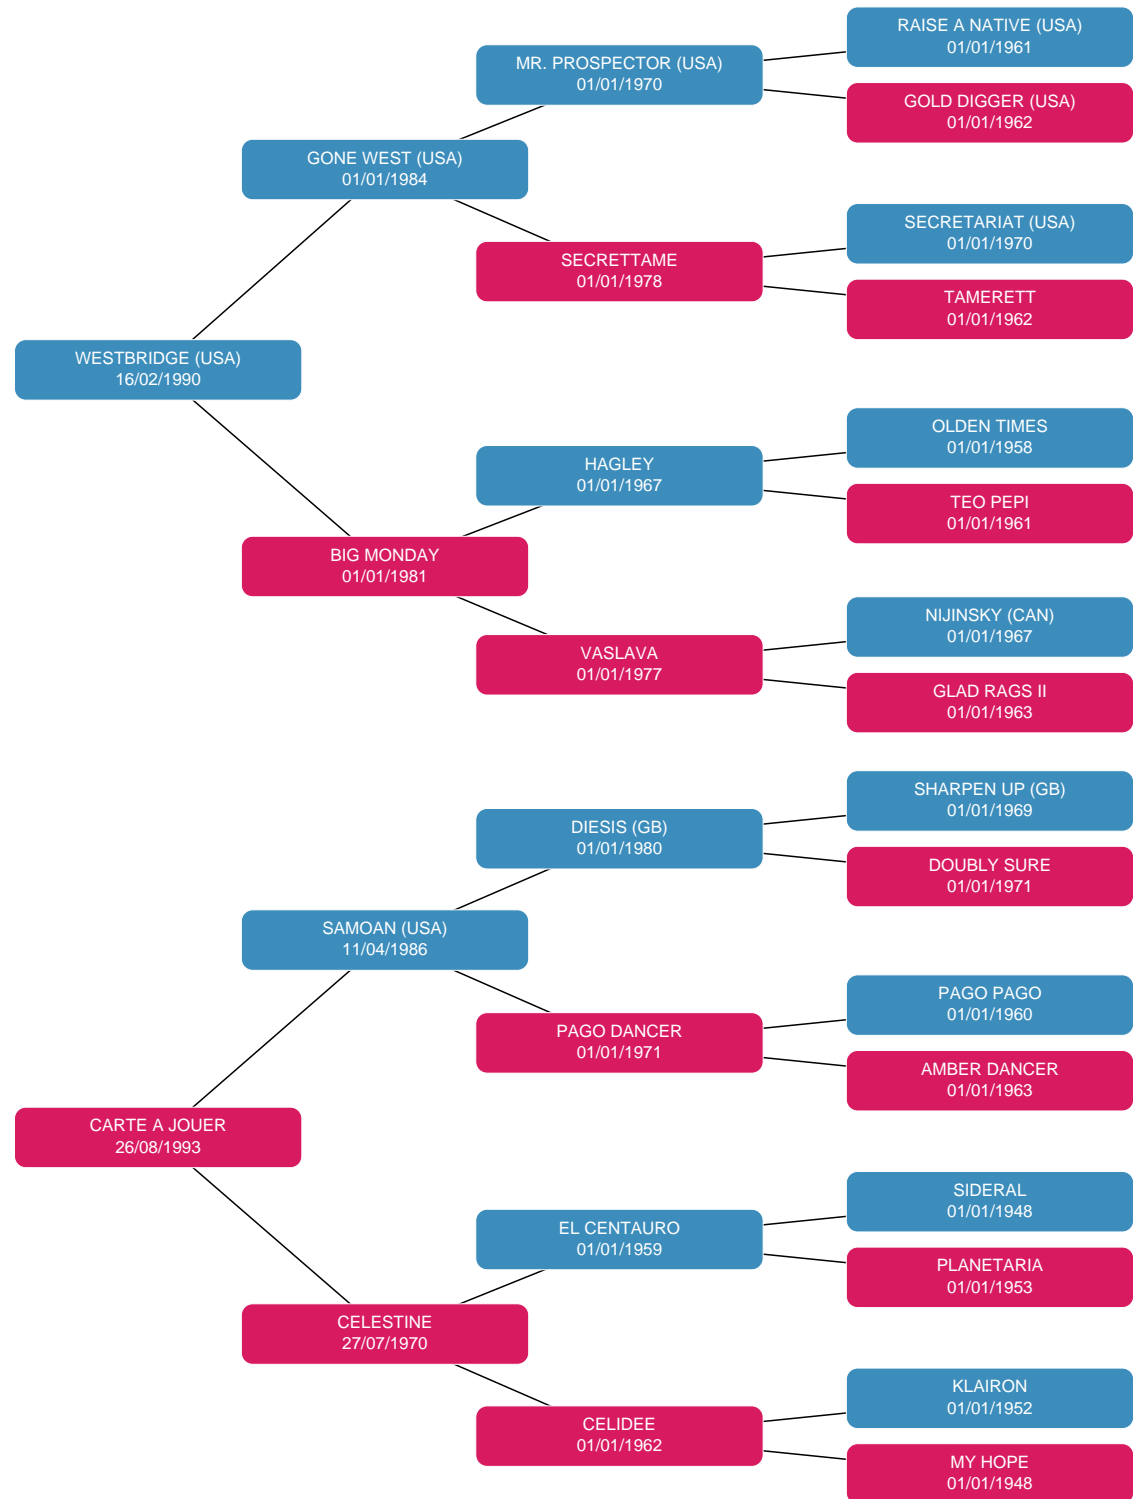 RAISE A NATIVE (USA)
01/01/1961
MR. PROSPECTOR (USA)
01/01/1970
GOLD DIGGER (USA)
01/01/1962
GONE WEST (USA)
01/01/1984
SECRETARIAT (USA)
01/01/1970
SECRETTAME
01/01/1978
TAMERETT
01/01/1962
WESTBRIDGE (USA)
16/02/1990
OLDEN TIMES
01/01/1958
HAGLEY
01/01/1967
TEO PEPI
01/01/1961
BIG MONDAY
01/01/1981
NIJINSKY (CAN)
01/01/1967
VASLAVA
01/01/1977
GLAD RAGS II
01/01/1963
SHARPEN UP (GB)
01/01/1969
DIESIS (GB)
01/01/1980
DOUBLY SURE
01/01/1971
SAMOAN (USA)
11/04/1986
PAGO PAGO
01/01/1960
PAGO DANCER
01/01/1971
AMBER DANCER
01/01/1963
CARTE A JOUER
26/08/1993
SIDERAL
01/01/1948
EL CENTAURO
01/01/1959
PLANETARIA
01/01/1953
CELESTINE
27/07/1970
KLAIRON
01/01/1952
CELIDEE
01/01/1962
MY HOPE
01/01/1948